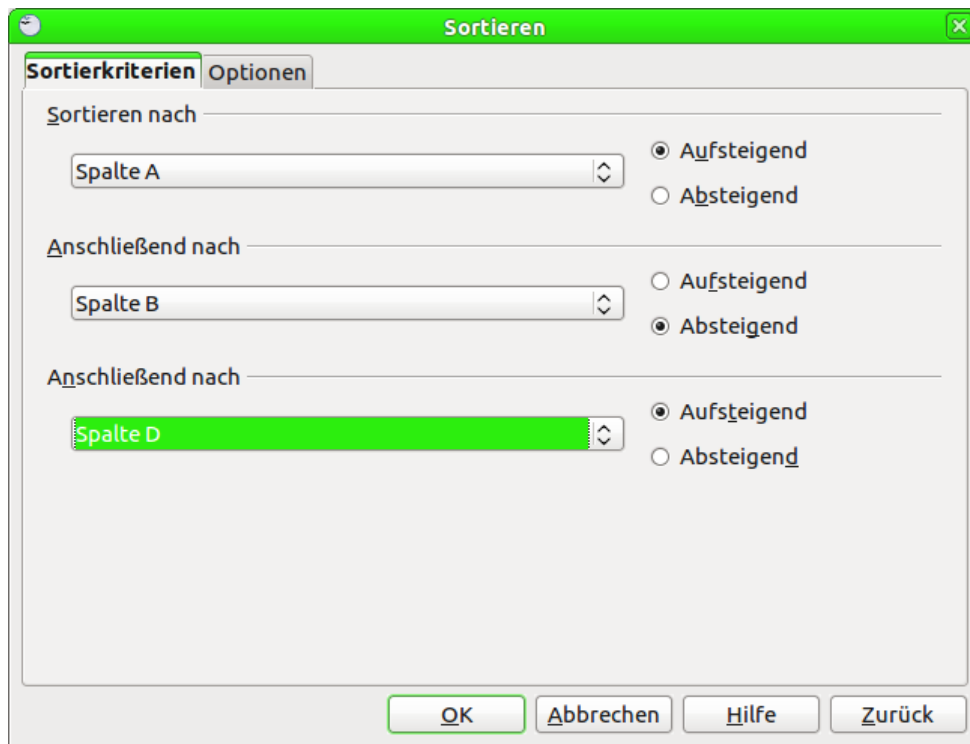 Sortieren
Sortierkriterien Optionen
Sortieren nach
Spalte A
Aufsteigend
Absteigend
Anschließend nach
Spalte B
Aufsteigend
Absteigend
Anschließend nach
Spalte D
Aufsteigend
Absteigend
OK Abbrechen Hilfe Zurück